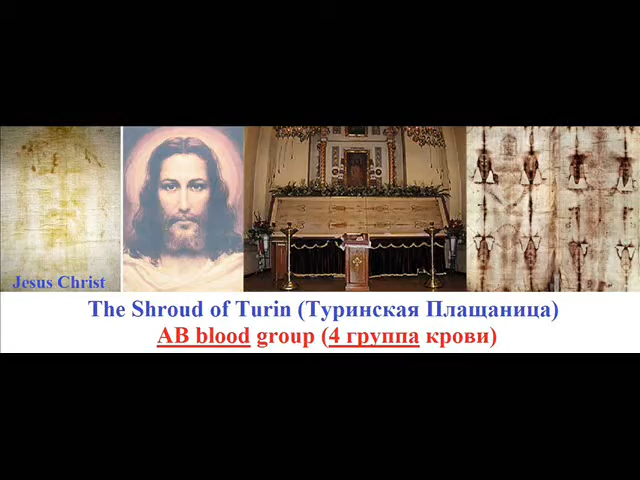 Jesus Christ
The Shroud of Turin (Туринская Плащаница)
AB blood group (4 группа крови)